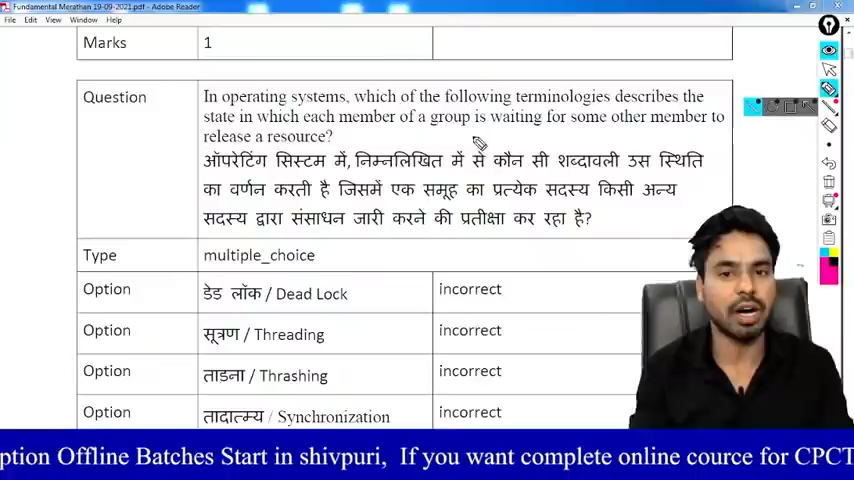 Fundamental Merathan 19-09-2021.pdf - Adobe Reader
File Edit View Window Help
Marks 1
Question In operating systems, which of the following terminologies describes the
state in which each member of a group is waiting for some other member to
release a resource?
ऑपरेटिंग सिस्टम में, निम्नलिखित में से कौन सी शब्दावली उस स्थिति
का वर्णन करती है जिसमें एक समूह का प्रत्येक सदस्य किसी अन्य
सदस्य द्वारा संसाधन जारी करने की प्रतीक्षा कर रहा है?
Type multiple_choice
Option डेड लॉक / Dead Lock incorrect
Option सूत्रण / Threading incorrect
Option ताडना / Thrashing incorrect
Option तादात्म्य / Synchronization incorrect
ption Offline Batches Start in shivpuri, If you want complete online cource for CPCT